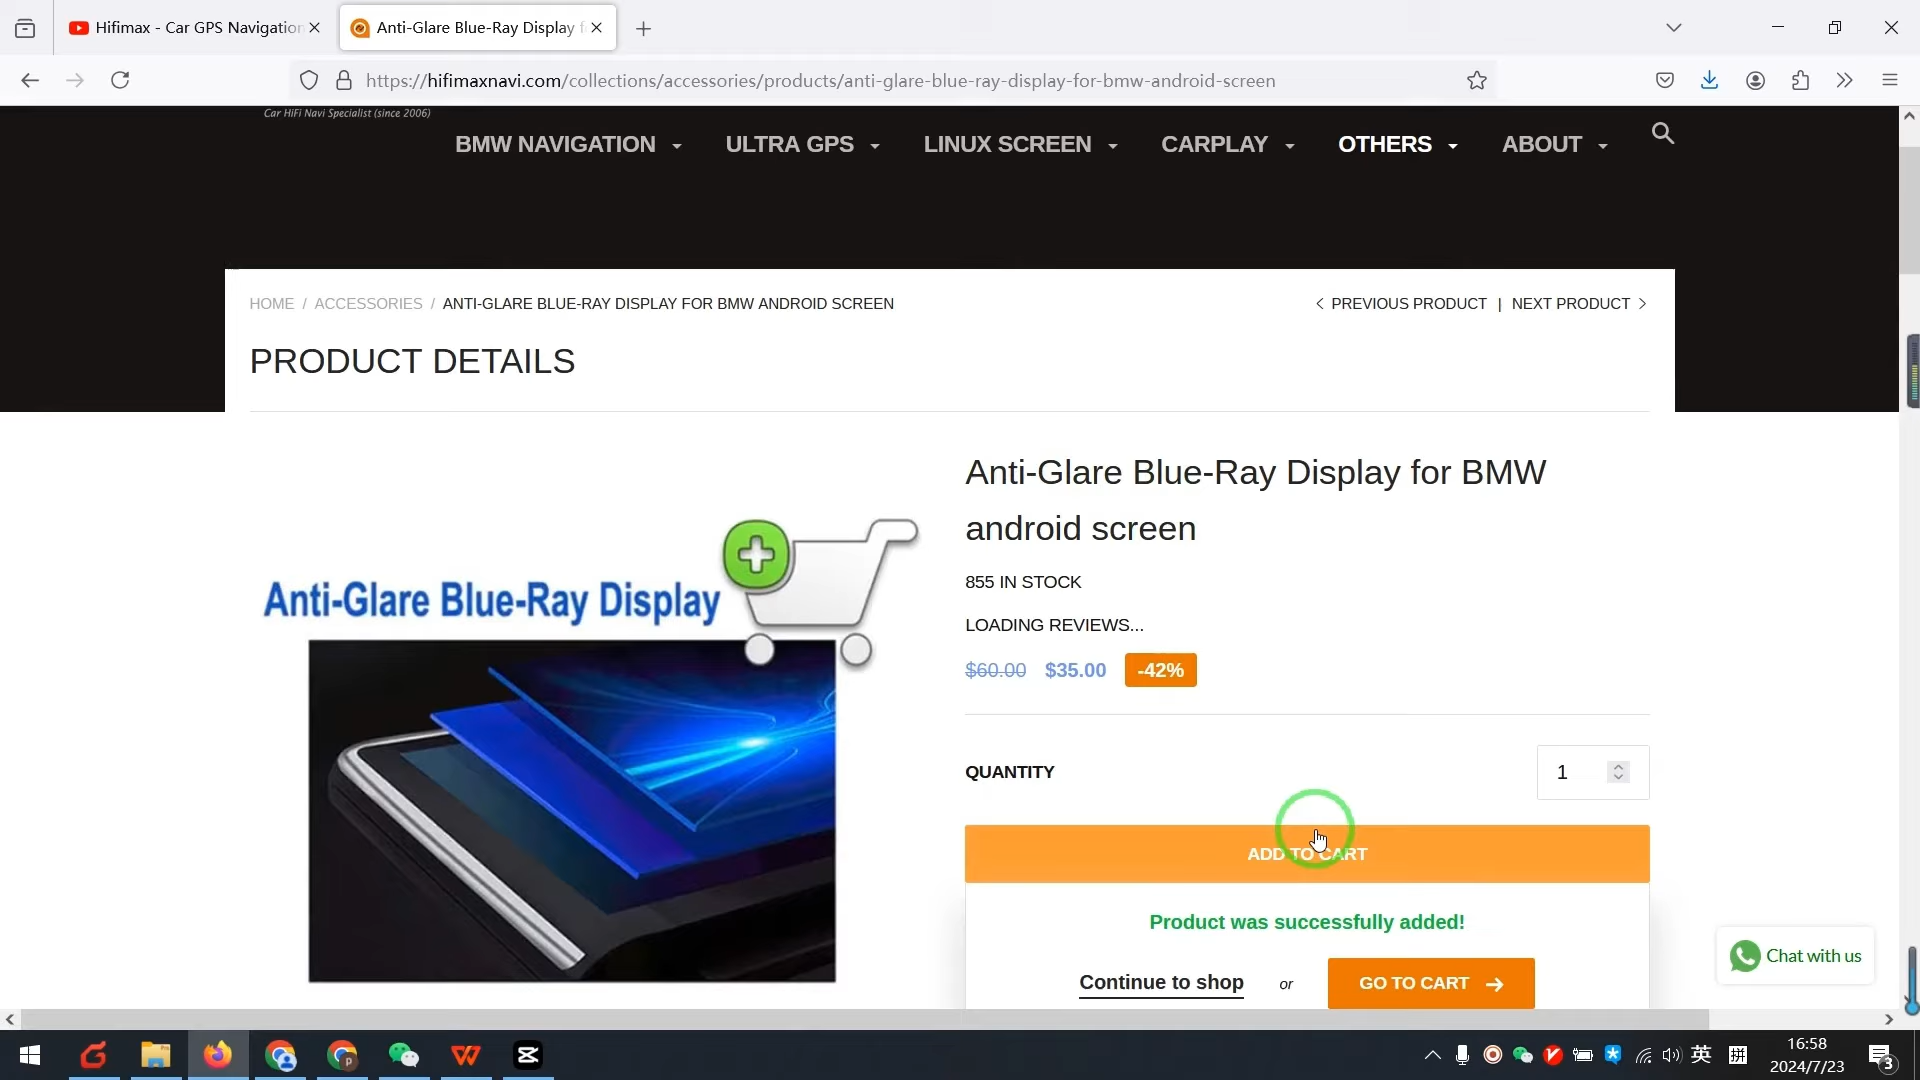 Hifimax - Car GPS Navigation
Anti-Glare Blue-Ray Display f
https://hifimaxnavi.com/collections/accessories/products/anti-glare-blue-ray-display-for-bmw-android-screen
Car HiFi Navi Specialist (since 2006)
BMW NAVIGATION
ULTRA GPS
LINUX SCREEN
CARPLAY
OTHERS
ABOUT
HOME / ACCESSORIES / ANTI-GLARE BLUE-RAY DISPLAY FOR BMW ANDROID SCREEN
< PREVIOUS PRODUCT | NEXT PRODUCT >
PRODUCT DETAILS
Anti-Glare Blue-Ray Display for BMW
android screen
855 IN STOCK
LOADING REVIEWS...
$60.00 $35.00 -42%
Anti-Glare Blue-Ray Display
QUANTITY
1
ADD TO CART
Product was successfully added!
Continue to shop or GO TO CART →
Chat with us
英
拼
16:58
2024/7/23
3